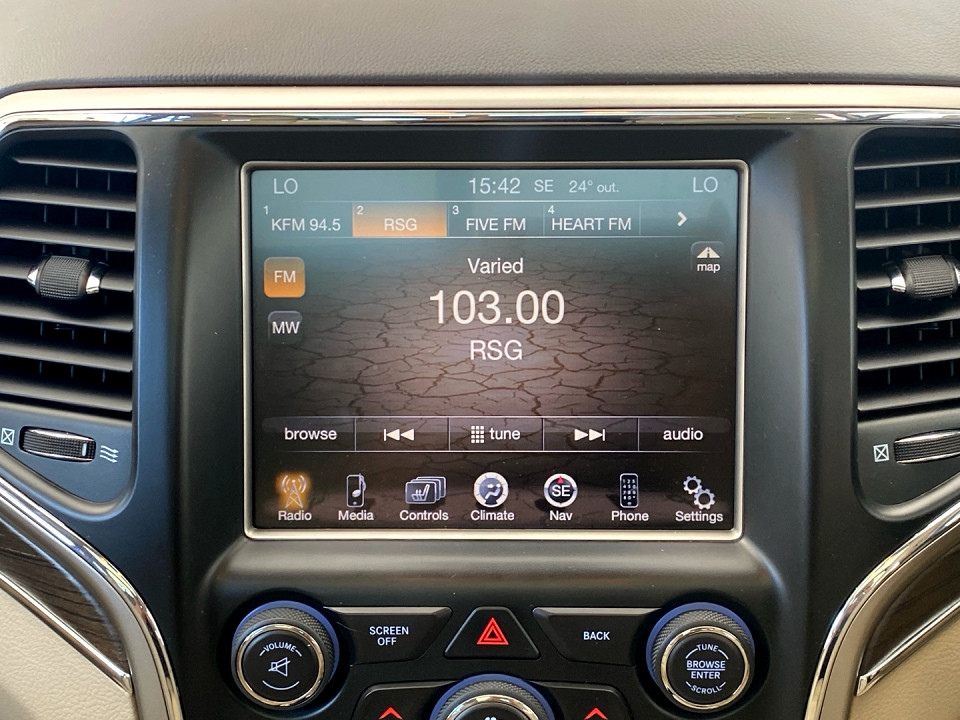 LO 15:42 SE 24° out. LO
1 KFM 94.5 2 RSG 3 FIVE FM 4 HEART FM
map
FM
Varied
103.00
MW
RSG
browse tune audio
SE
Radio Media Controls Climate Nav Phone Settings
VOLUME
SCREEN
OFF
BACK
TUNE
BROWSE
ENTER
SCROLL